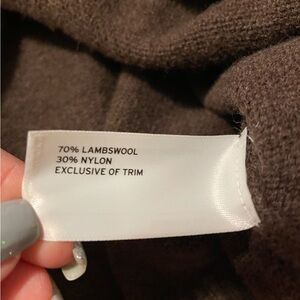 70% LAMBSWOOL
30% NYLON
EXCLUSIVE OF TRIM